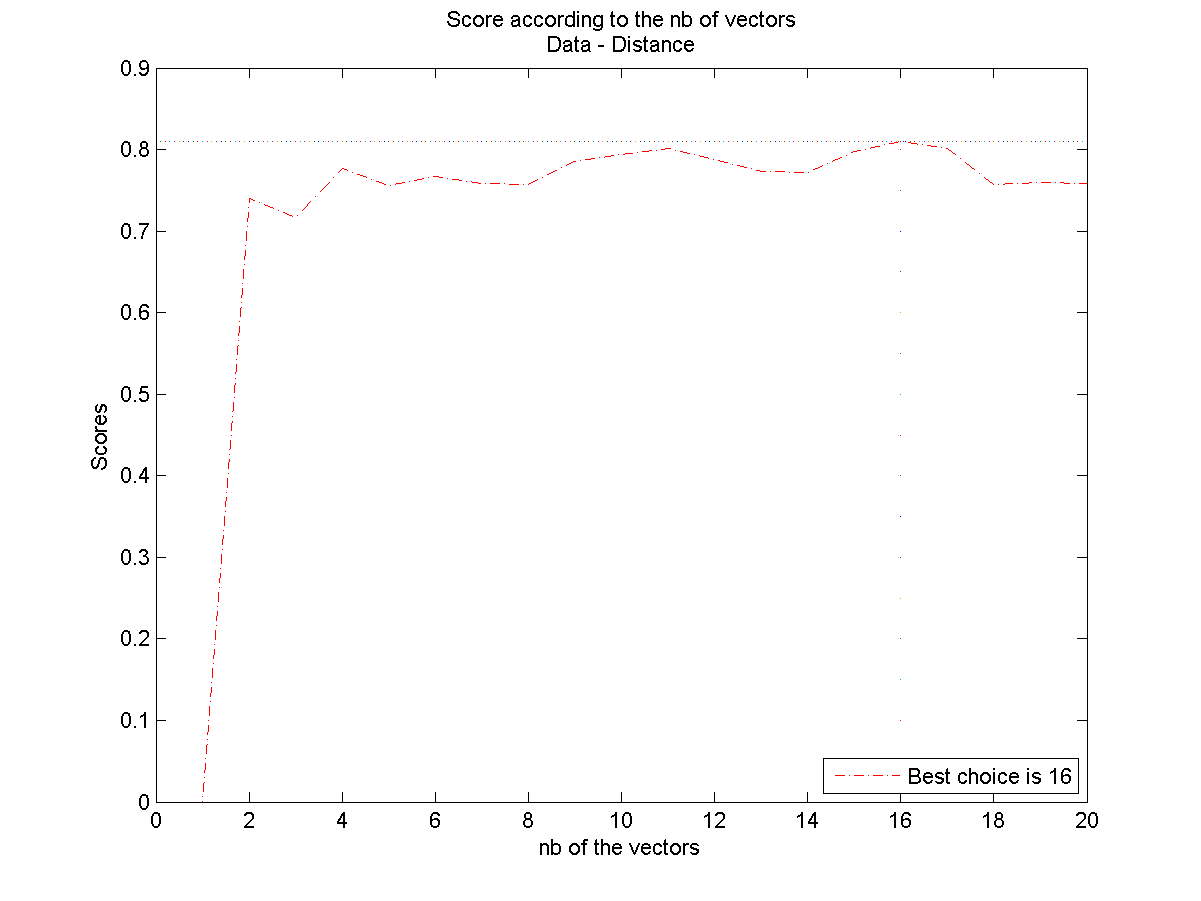 Score according to the nb of vectors
Data - Distance
0.9
0.8
0.7
0.6
0.5
0.4
0.3
0.2
0.1
0
Scores
Best choice is 16
0 2 4 6 8 10 12 14 16 18 20
nb of the vectors